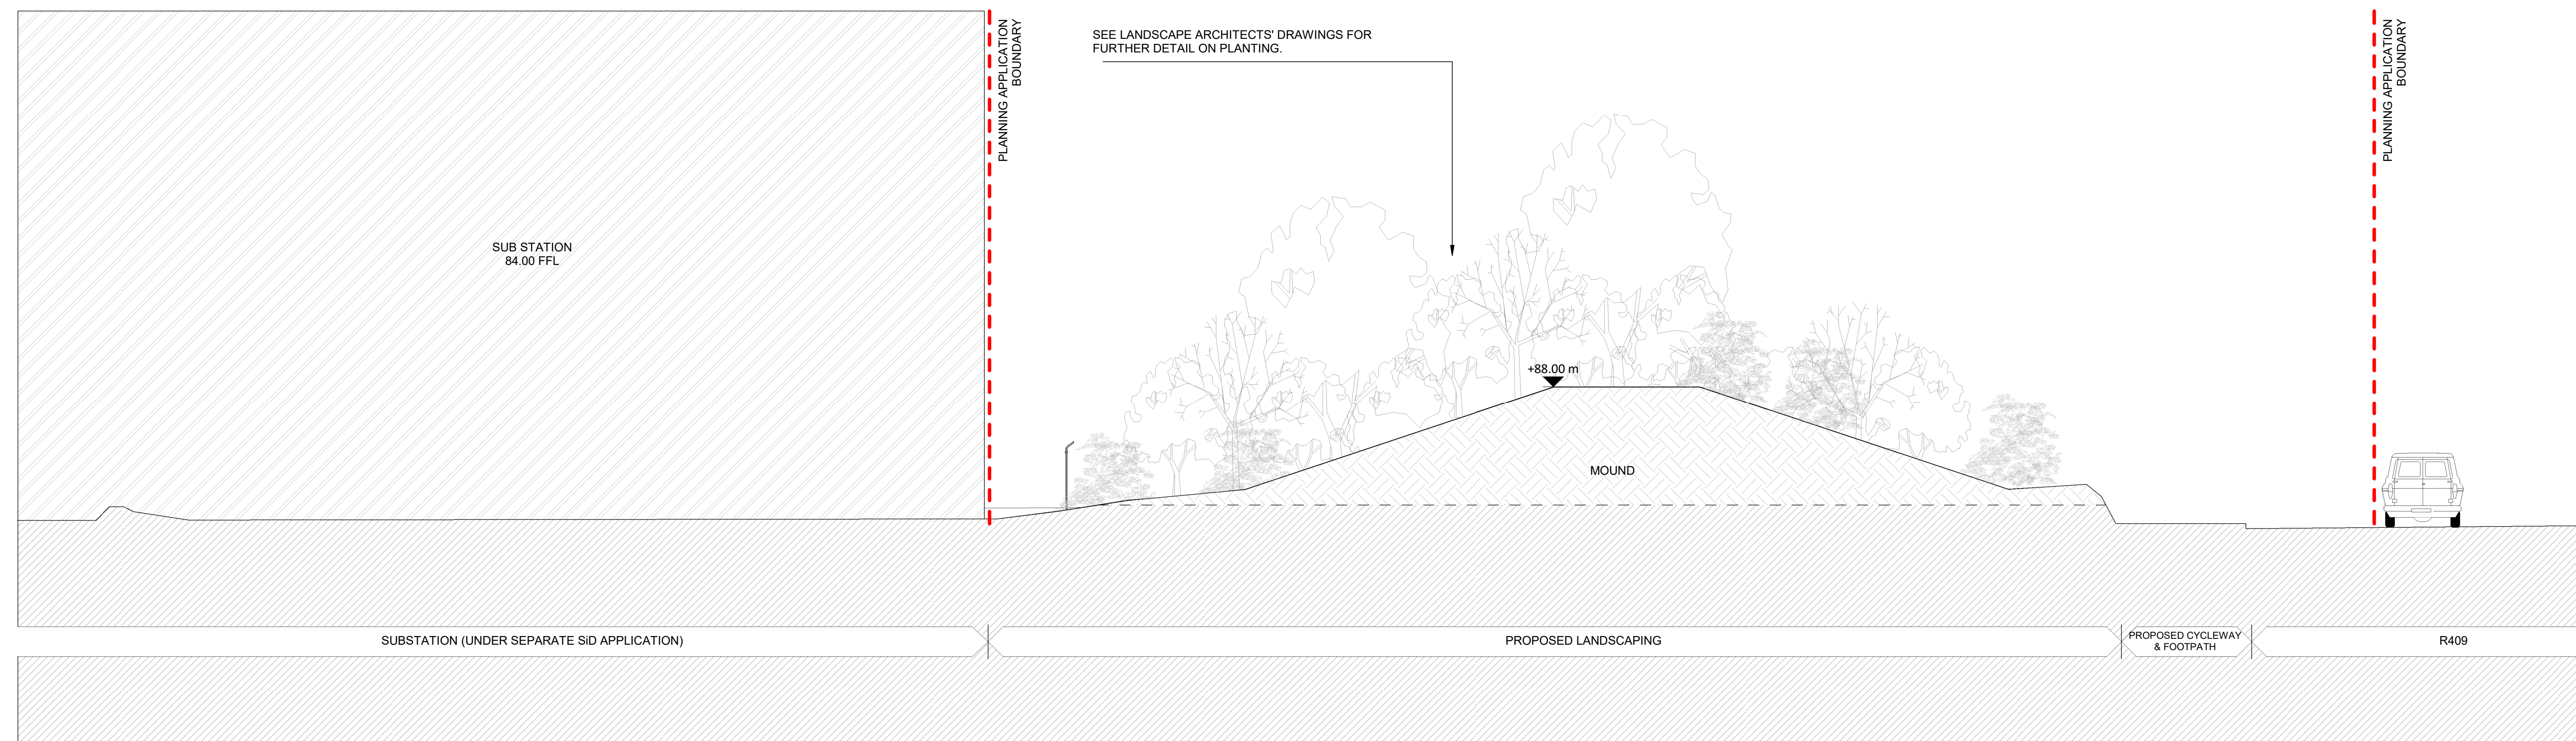 PLANNING APPLICATION
BOUNDARY
SEE LANDSCAPE ARCHITECTS' DRAWINGS FOR
FURTHER DETAIL ON PLANTING.
PLANNING APPLICATION
BOUNDARY
SUB STATION
84.00 FFL
+88.00 m
MOUND
SUBSTATION (UNDER SEPARATE SiD APPLICATION)
PROPOSED LANDSCAPING
PROPOSED CYCLEWAY
& FOOTPATH
R409